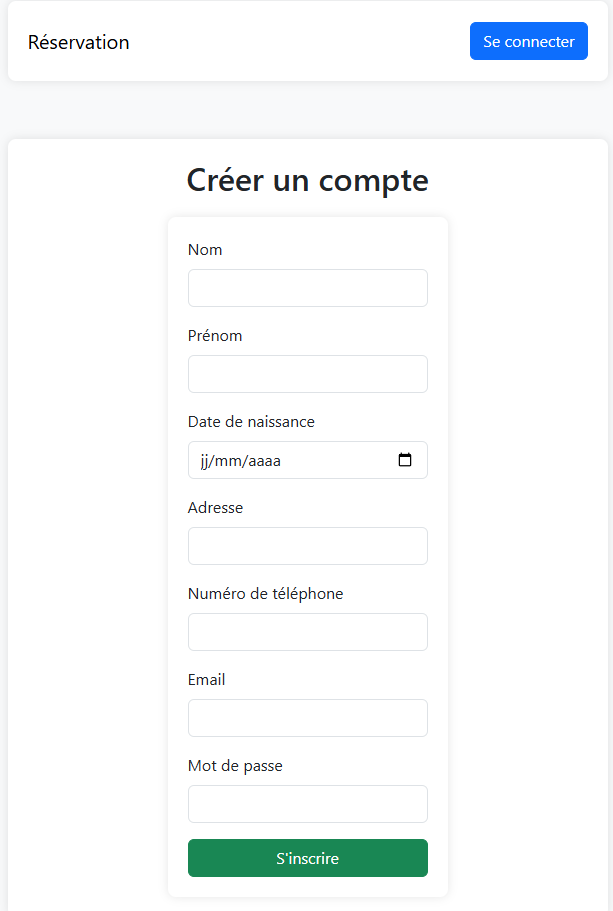 Réservation
Se connecter
Créer un compte
Nom
Prénom
Date de naissance
jj/mm/aaaa
Adresse
Numéro de téléphone
Email
Mot de passe
S'inscrire